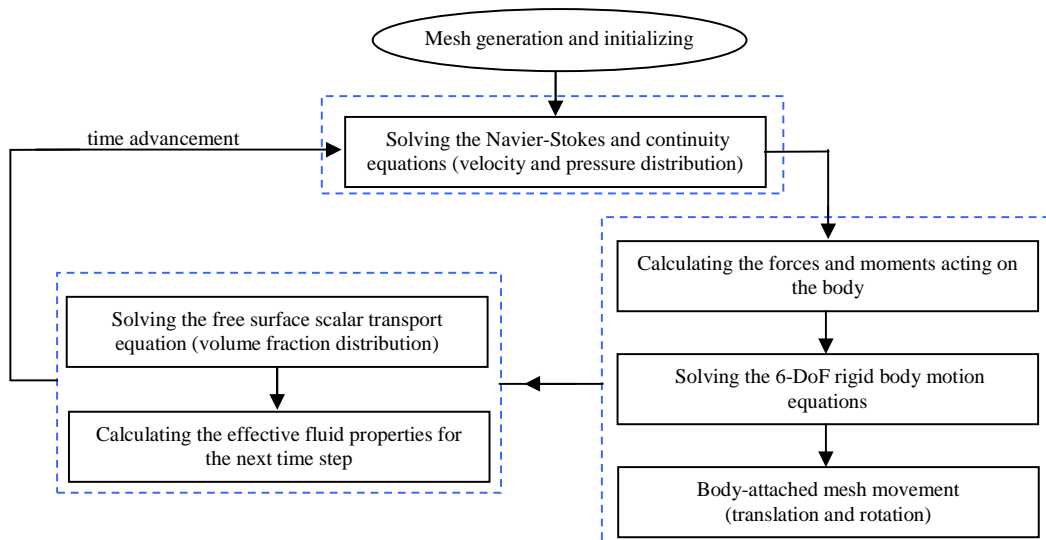 Mesh generation and initializing
time advancement
Solving the Navier-Stokes and continuity
equations (velocity and pressure distribution)
Calculating the forces and moments acting on
the body
Solving the free surface scalar transport
equation (volume fraction distribution)
Solving the 6-DoF rigid body motion
equations
Calculating the effective fluid properties for
the next time step
Body-attached mesh movement
(translation and rotation)